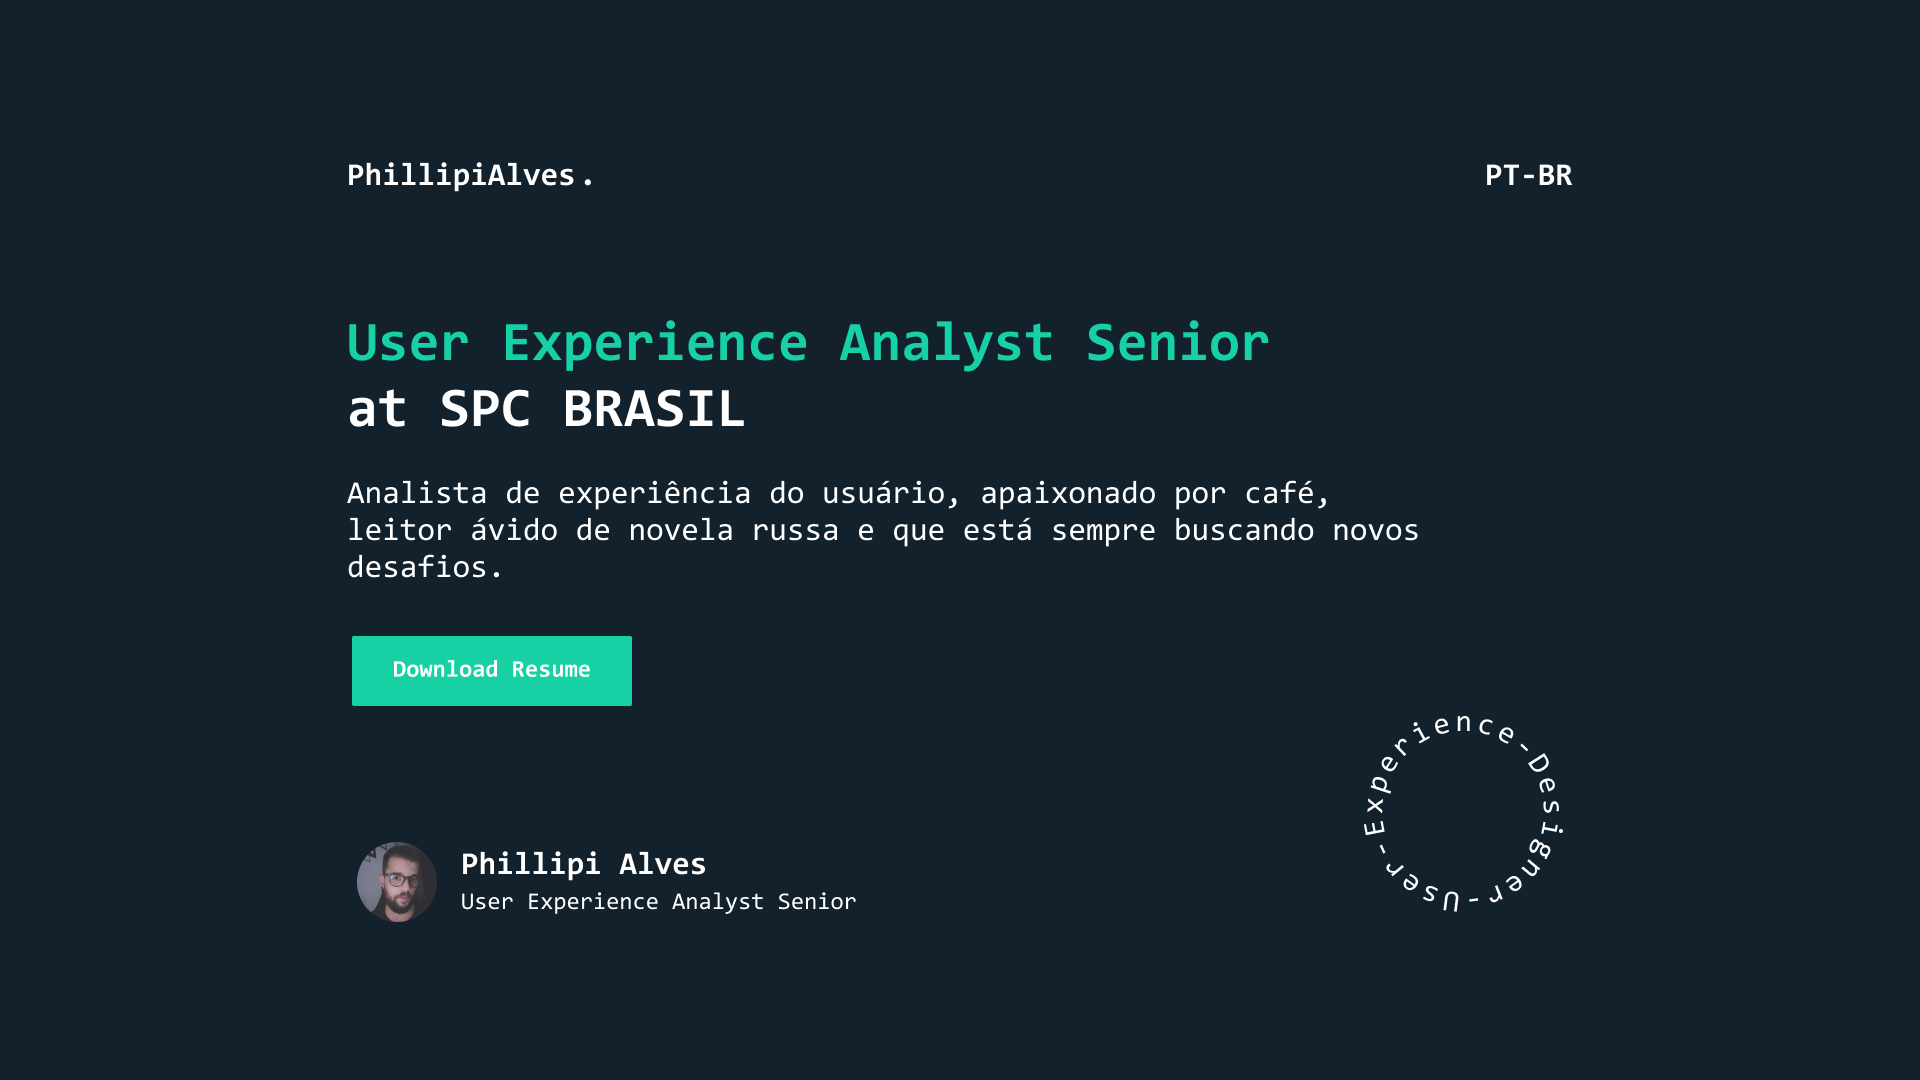 PhillipiAlves.
PT-BR
User Experience Analyst Senior
at SPC BRASIL
Analista de experiência do usuário, apaixonado por café,
leitor ávido de novela russa e que está sempre buscando novos
desafios.
Download Resume
User-Experience-Designer-
Phillipi Alves
User Experience Analyst Senior